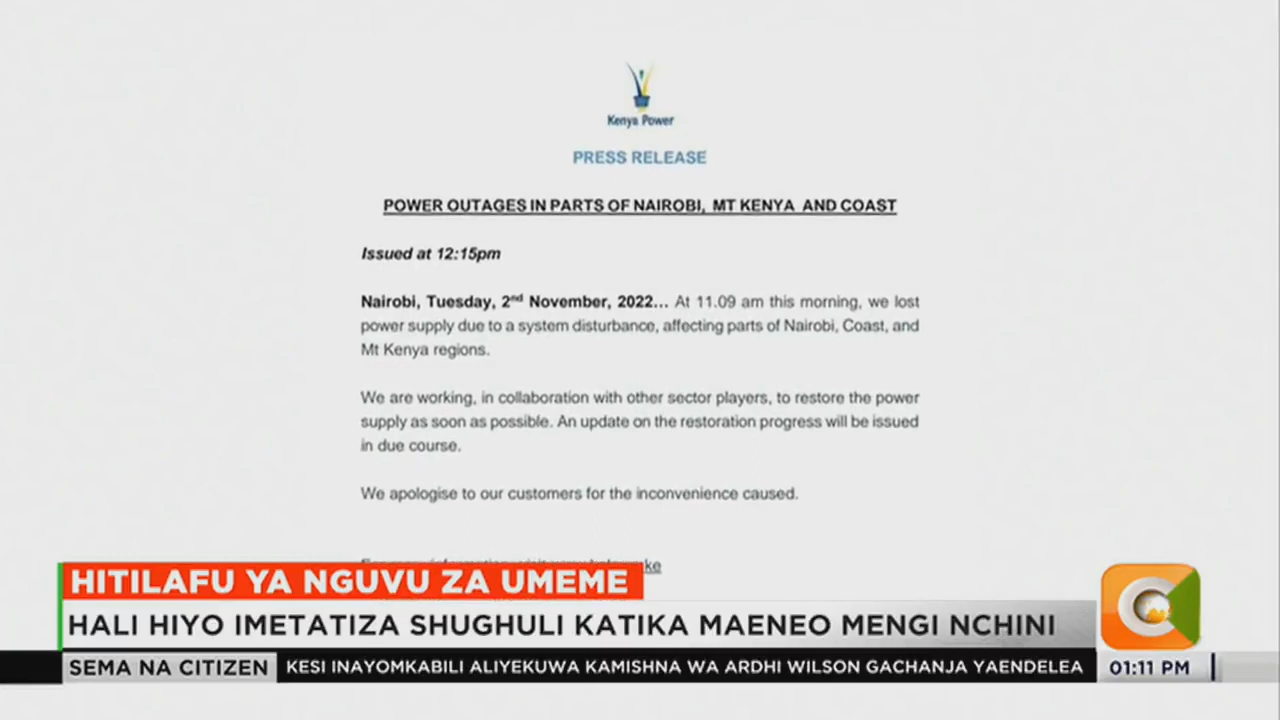 Kenya Power
PRESS RELEASE
POWER OUTAGES IN PARTS OF NAIROBI, MT KENYA AND COAST
Issued at 12:15pm
Nairobi, Tuesday, 2nd November, 2022... At 11.09 am this morning, we lost
power supply due to a system disturbance, affecting parts of Nairobi, Coast, and
Mt Kenya regions.
We are working, in collaboration with other sector players, to restore the power
supply as soon as possible. An update on the restoration progress will be issued
in due course.
We apologise to our customers for the inconvenience caused.
HITILAFU YA NGUVU ZA UMEME
HALI HIYO IMETATIZA SHUGHULI KATIKA MAENEO MENGI NCHINI
SEMA NA CITIZEN KESI INAYOMKABILI ALIYEKUWA KAMISHNA WA ARDHI WILSON GACHANJA YAENDELEA 01:11 PM